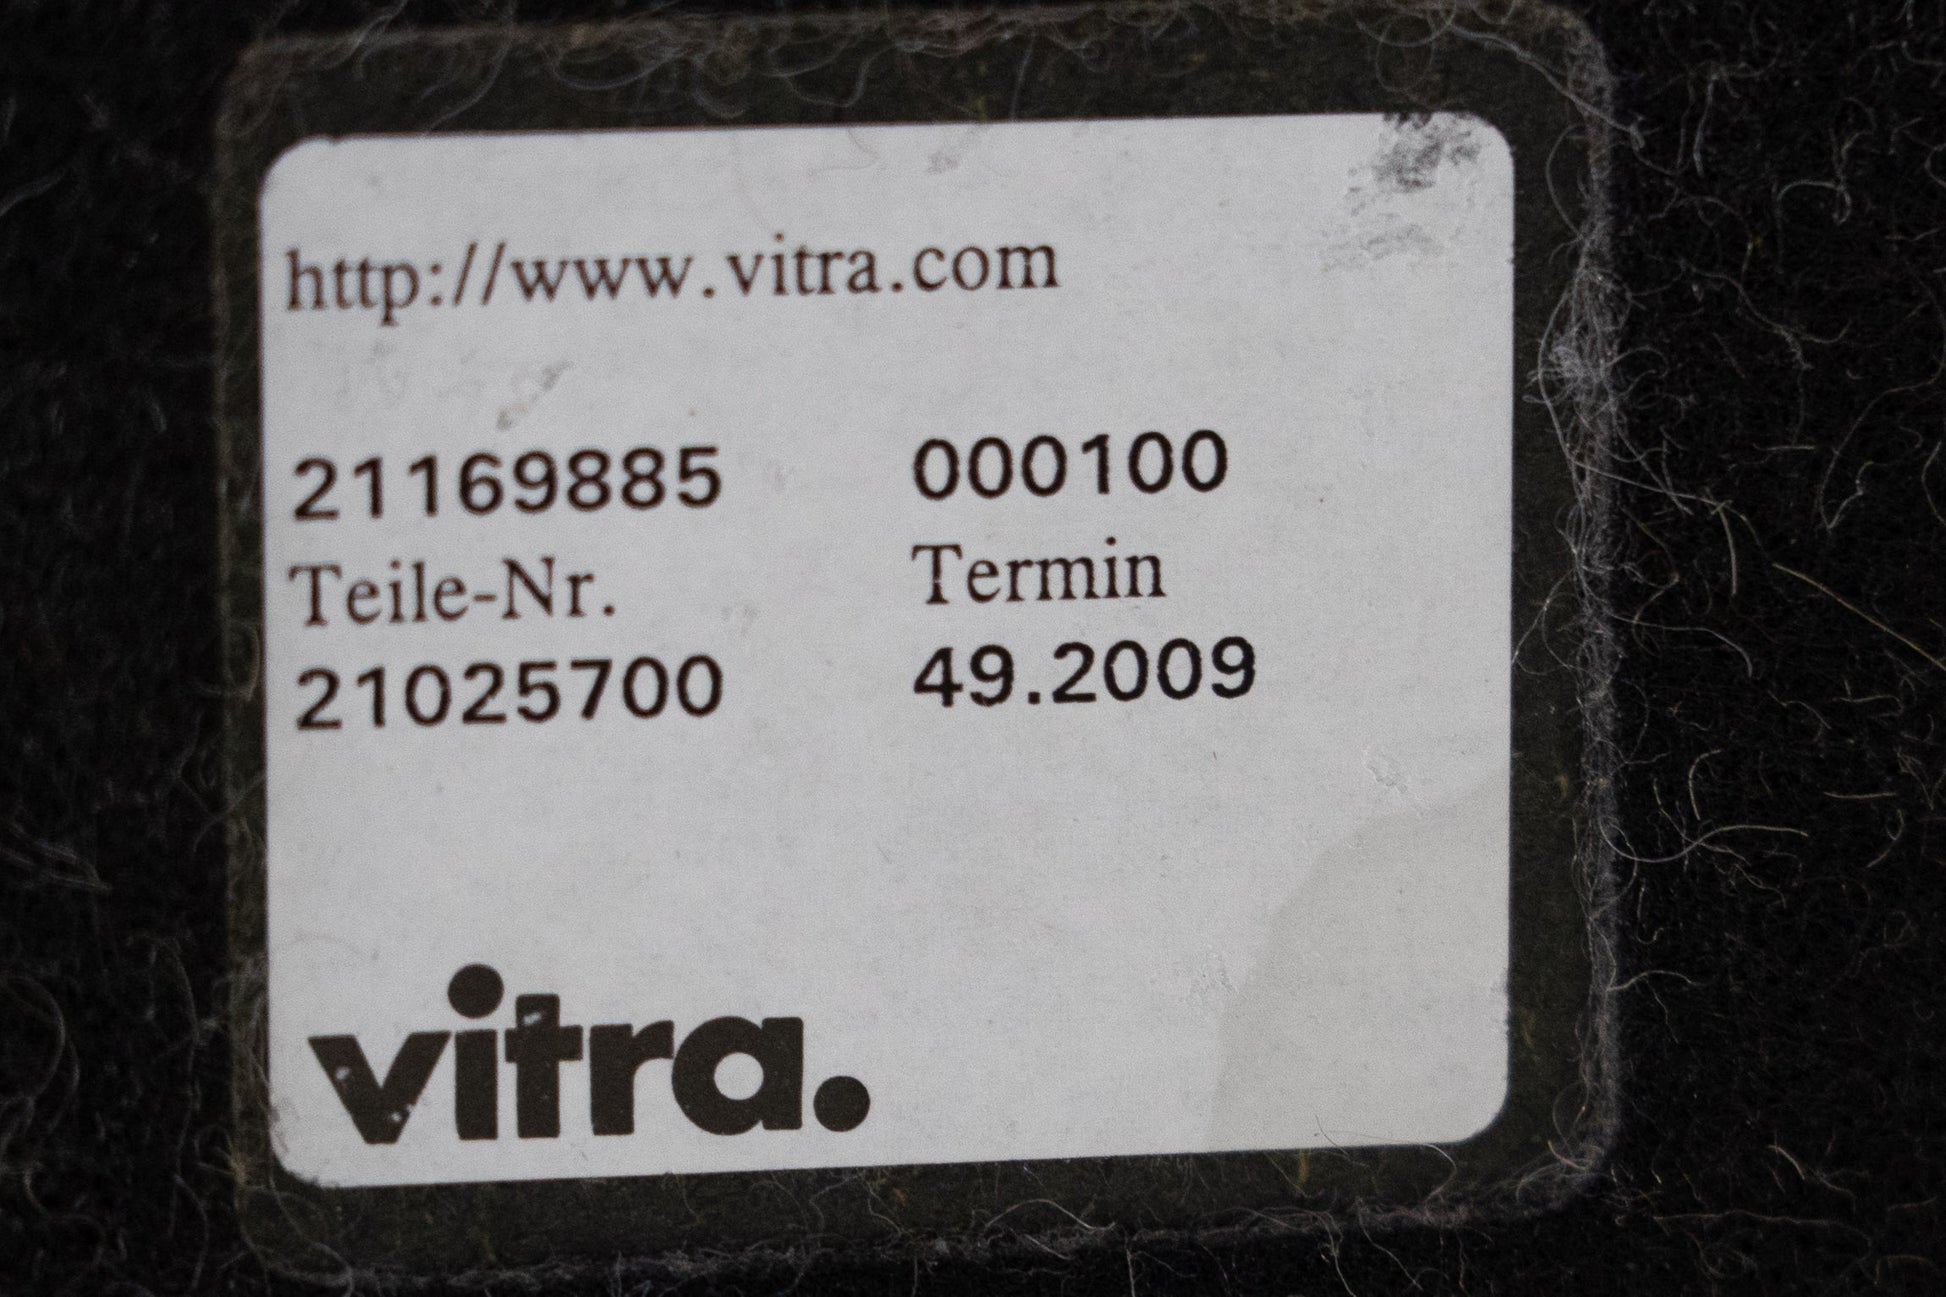 http://www.vitra.com
21169885 000100
Teile-Nr. Termin
21025700 49.2009
vitra.